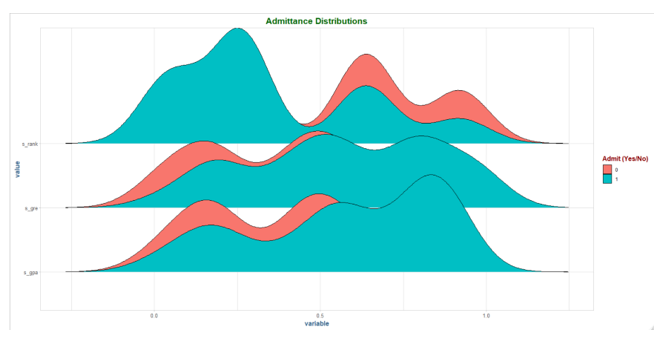 Admittance Distributions
s_rank
s_gre
s_gpa
value
0.0
0.5
1.0
variable
Admit (Yes/No)
0
1